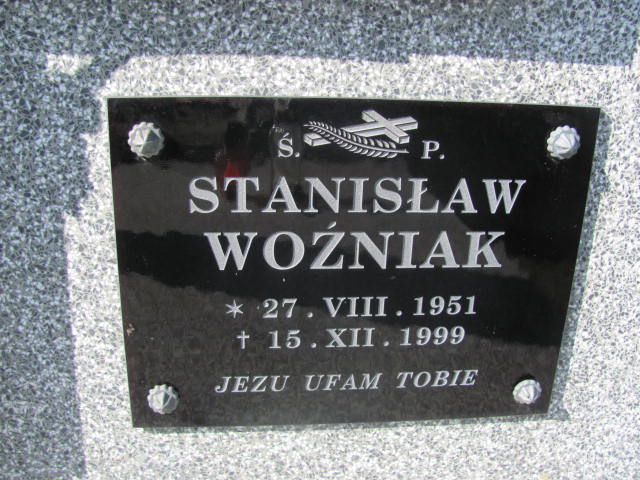 Ś. P.
STANISŁAW
WOŹNIAK
* 27. VIII. 1951
† 15. XII. 1999
JEZU UFAM TOBIE